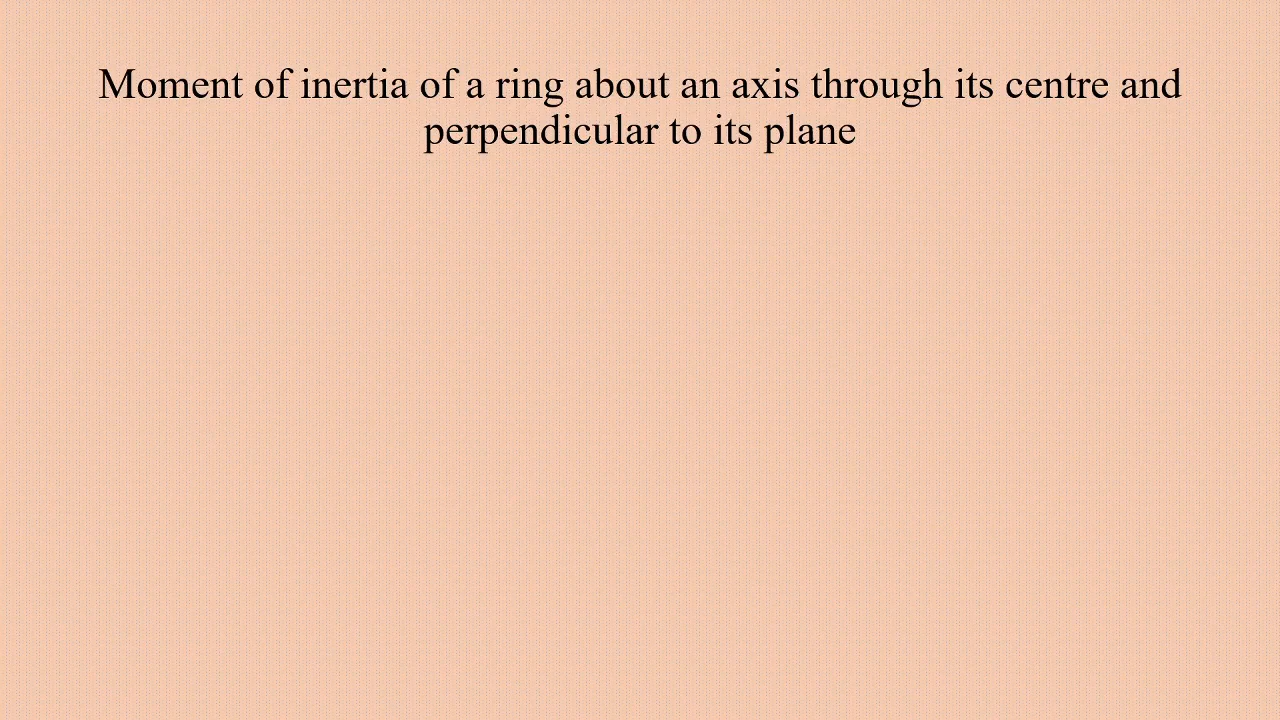 Moment of inertia of a ring about an axis through its centre and
perpendicular to its plane